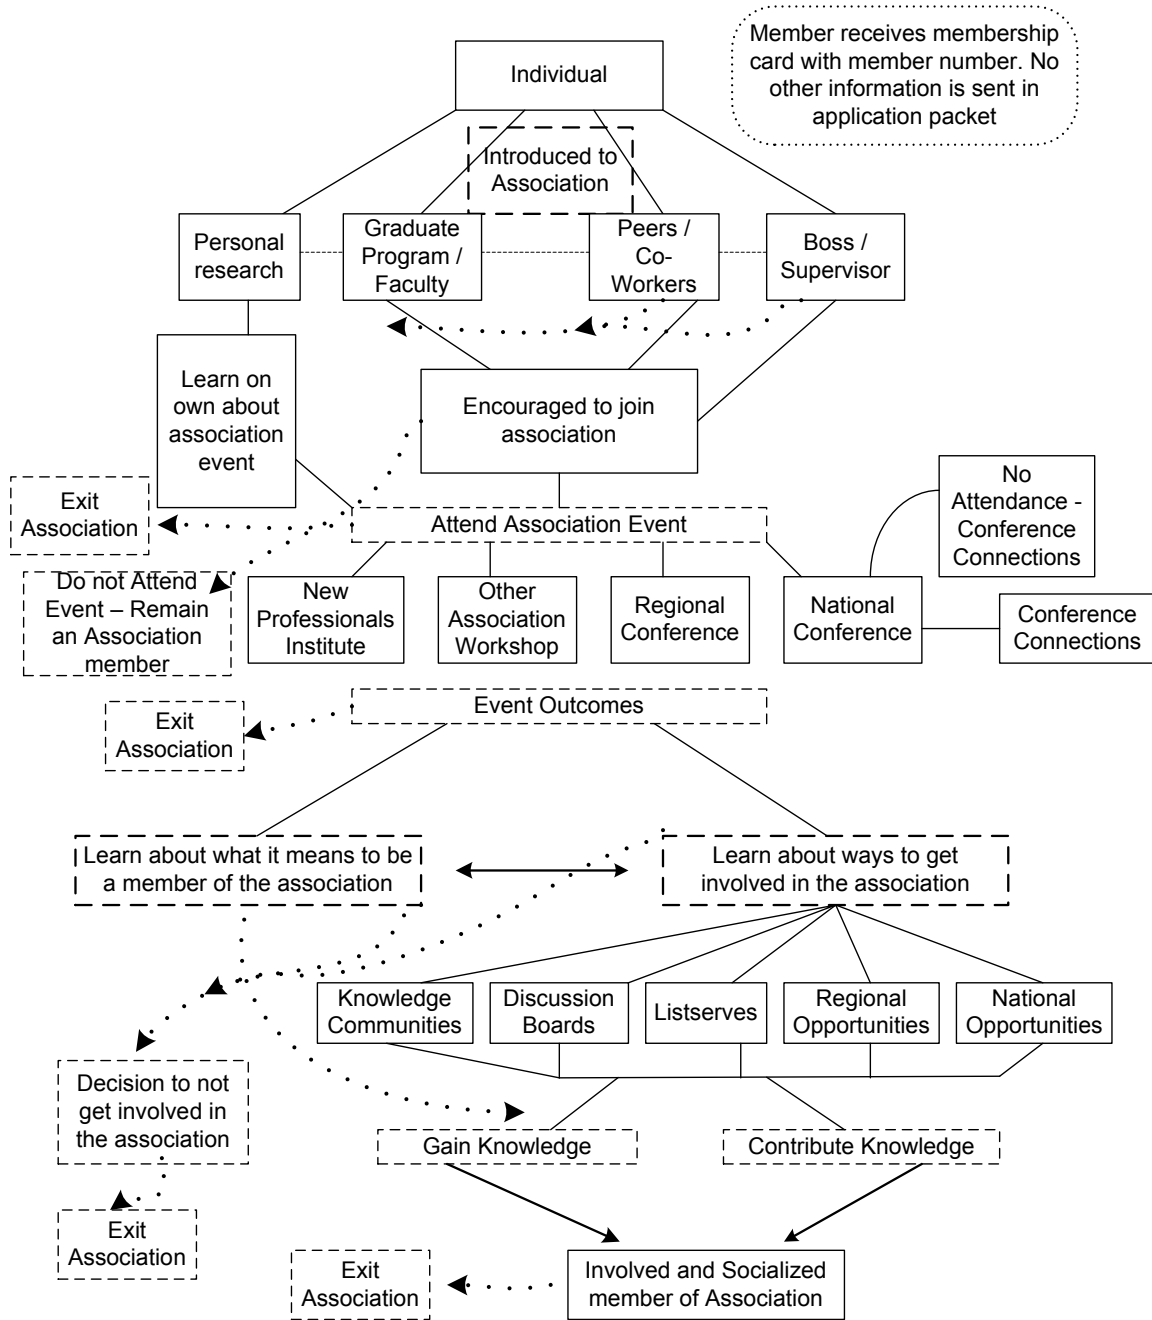 Member receives membership
card with member number. No
other information is sent in
application packet
Individual
Introduced to
Association
Personal
research
Graduate
Program /
Faculty
Peers /
Co-
Workers
Boss /
Supervisor
Learn on
own about
association
event
Encouraged to join
association
Exit
Association
Attend Association Event
No
Attendance -
Conference
Connections
Do not Attend
Event – Remain
an Association
member
New
Professionals
Institute
Other
Association
Workshop
Regional
Conference
National
Conference
Conference
Connections
Event Outcomes
Exit
Association
Learn about what it means to be
a member of the association
Learn about ways to get
involved in the association
Knowledge
Communities
Discussion
Boards
Listserves
Regional
Opportunities
National
Opportunities
Decision to not
get involved in
the association
Gain Knowledge
Contribute Knowledge
Exit
Association
Exit
Association
Involved and Socialized
member of Association